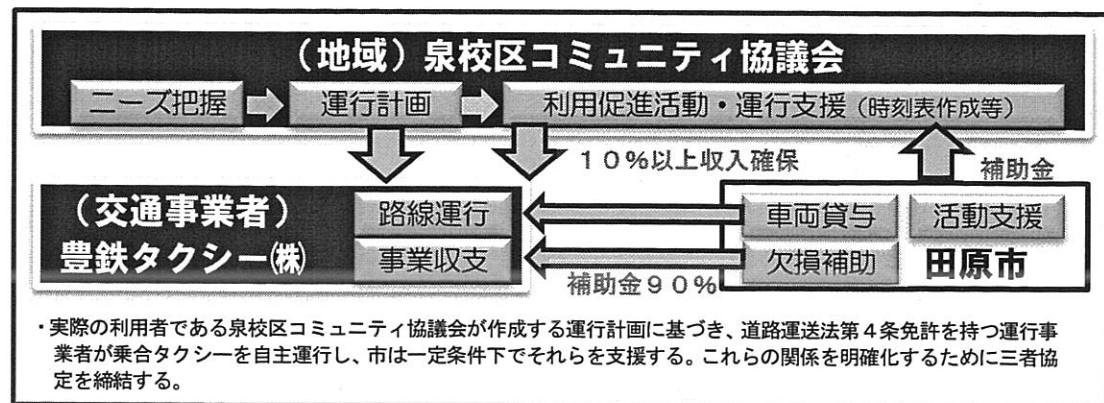 (地域)泉校区コミュニティ協議会
ニーズ把握
運行計画
利用促進活動・運行支援(時刻表作成等)
10%以上収入確保
補助金
(交通事業者)
豊鉄タクシー㈱
路線運行
事業収支
車両貸与
活動支援
欠損補助
田原市
補助金90%
・実際の利用者である泉校区コミュニティ協議会が作成する運行計画に基づき、道路運送法第4条免許を持つ運行事
業者が乗合タクシーを自主運行し、市は一定条件下でそれらを支援する。これらの関係を明確化するために三者協
定を締結する。